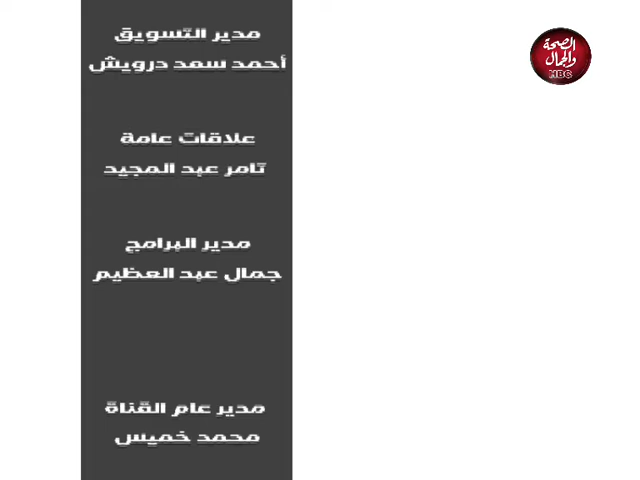 مدير التسويق
أحمد سعد درويش
علاقات عامة
تامر عبد المجيد
مدير البرامج
جمال عبد العظيم
مدير عام القناة
محمد خميس
الصحة
والجمال
HBC